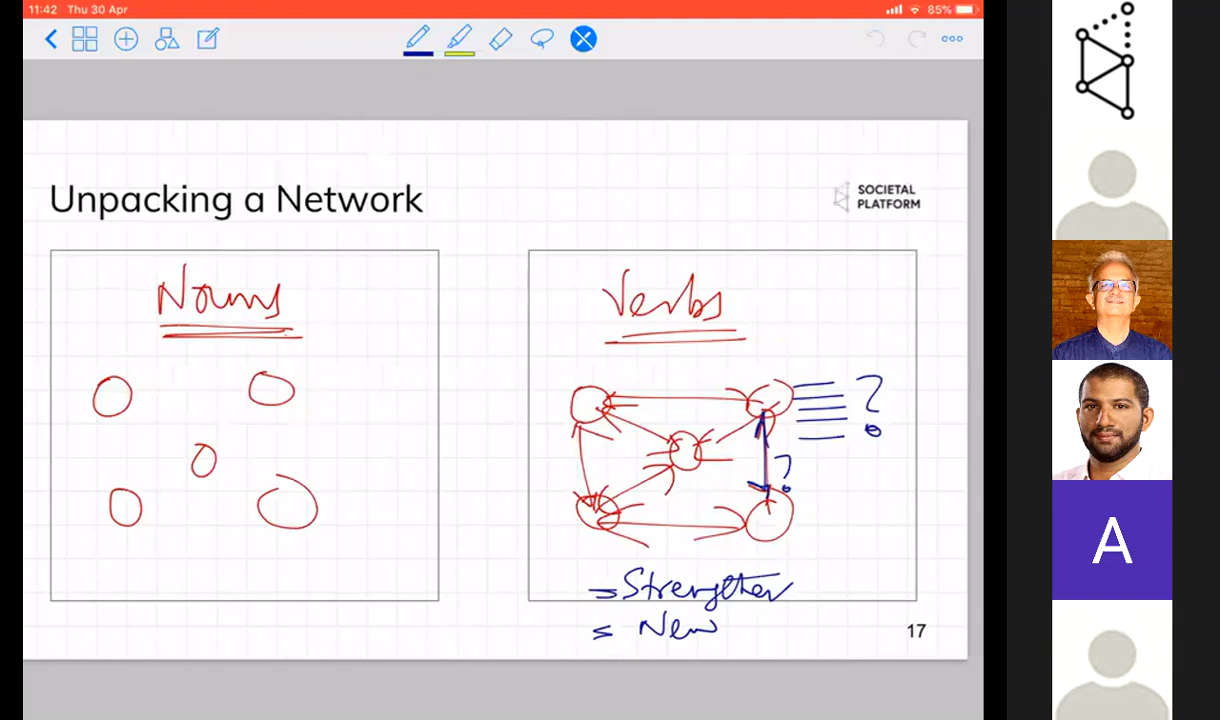 11:42 Thu 30 Apr
85%
Unpacking a Network
SOCIETAL
PLATFORM
Nouns
Verbs
?
?
= Strengthen
= New
17
A